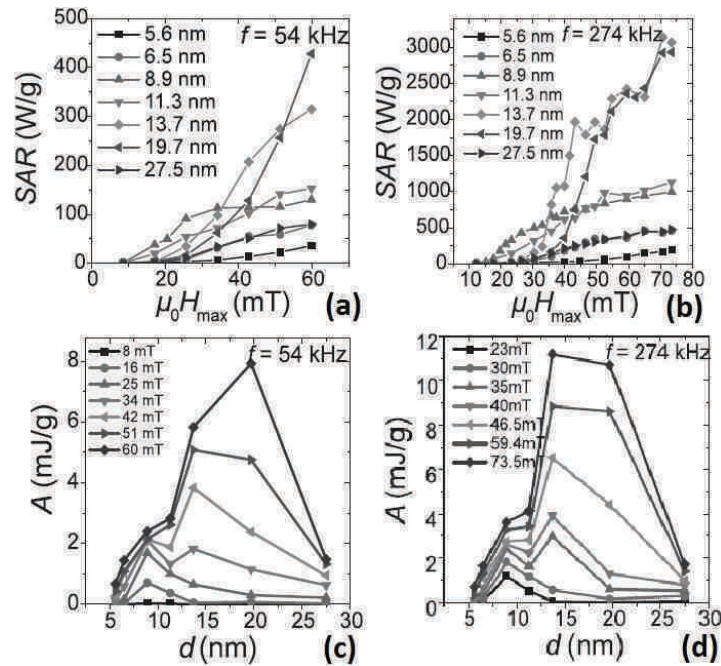 f = 54 kHz
5.6 nm
6.5 nm
8.9 nm
11.3 nm
13.7 nm
19.7 nm
27.5 nm
SAR (W/g)
500
400
300
200
100
0
0 10 20 30 40 50 60 70
μ₀Hmax(mT)
(a)
f = 274 kHz
5.6 nm
6.5 nm
8.9 nm
11.3 nm
13.7 nm
19.7 nm
27.5 nm
SAR (W/g)
3000
2500
2000
1500
1000
500
0
10 20 30 40 50 60 70 80
μ₀Hmax(mT)
(b)
f = 54 kHz
8 mT
16 mT
25 mT
34 mT
42 mT
51 mT
60 mT
A (mJ/g)
8
6
4
2
0
5 10 15 20 25 30
d (nm)
(c)
f = 274 kHz
23mT
30mT
35mT
40mT
46.5mT
59.4mT
73.5mT
A (mJ/g)
12
10
8
6
4
2
0
5 10 15 20 25 30
d (nm)
(d)